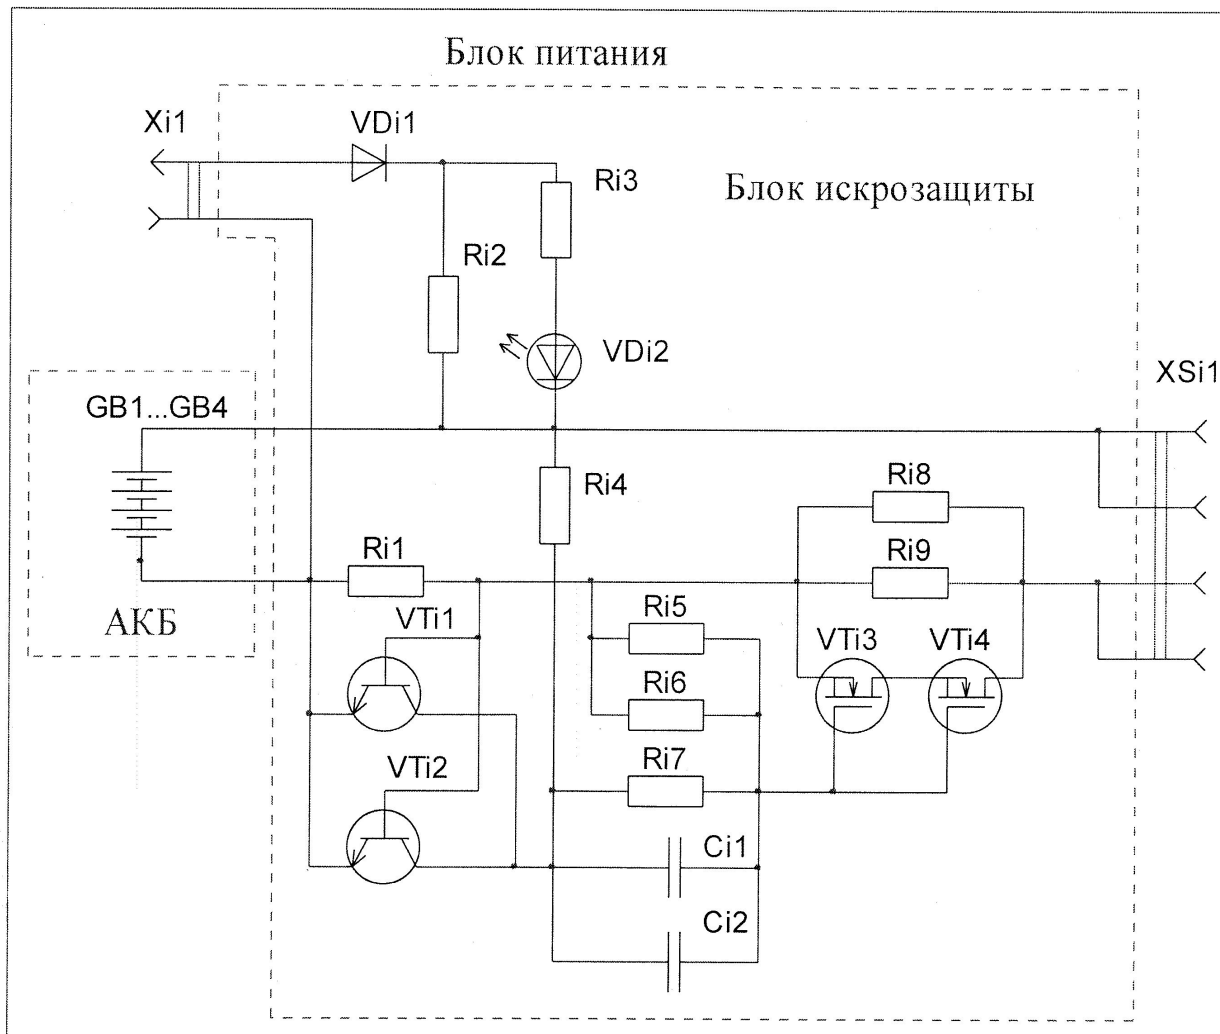 Блок питания
Xi1
VDi1
Ri3
Блок искрозащиты
Ri2
VDi2
XSi1
GB1...GB4
Ri4
Ri8
Ri1
Ri9
АКБ
VTi1
Ri5
VTi3
VTi4
Ri6
VTi2
Ri7
Ci1
Ci2